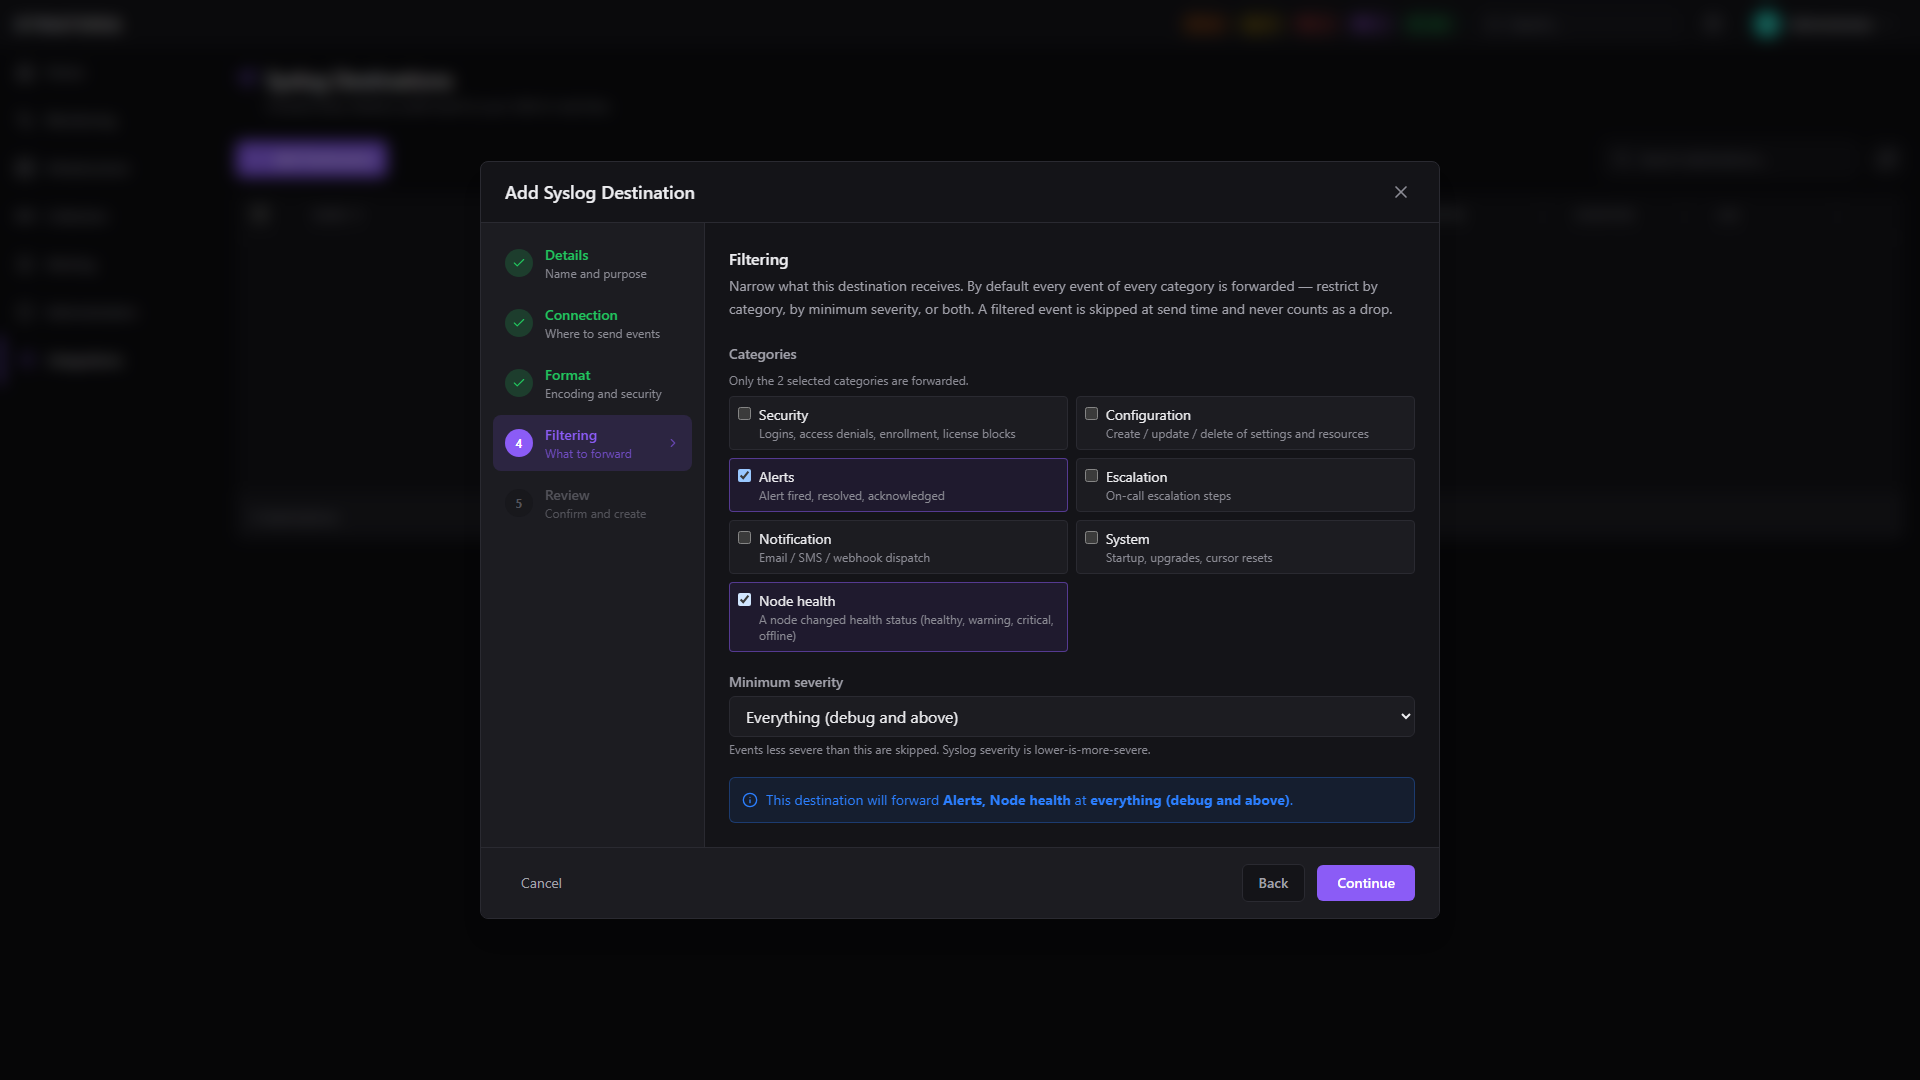 Add Syslog Destination
Details
Name and purpose
Connection
Where to send events
Format
Encoding and security
4
Filtering
What to forward
5
Review
Confirm and create
Filtering
Narrow what this destination receives. By default every event of every category is forwarded — restrict by
category, by minimum severity, or both. A filtered event is skipped at send time and never counts as a drop.
Categories
Only the 2 selected categories are forwarded.
Security
Logins, access denials, enrollment, license blocks
Configuration
Create / update / delete of settings and resources
Alerts
Alert fired, resolved, acknowledged
Escalation
On-call escalation steps
Notification
Email / SMS / webhook dispatch
System
Startup, upgrades, cursor resets
Node health
A node changed health status (healthy, warning, critical,
offline)
Minimum severity
Everything (debug and above)
Events less severe than this are skipped. Syslog severity is lower-is-more-severe.
This destination will forward Alerts, Node health at everything (debug and above).
Cancel
Back
Continue